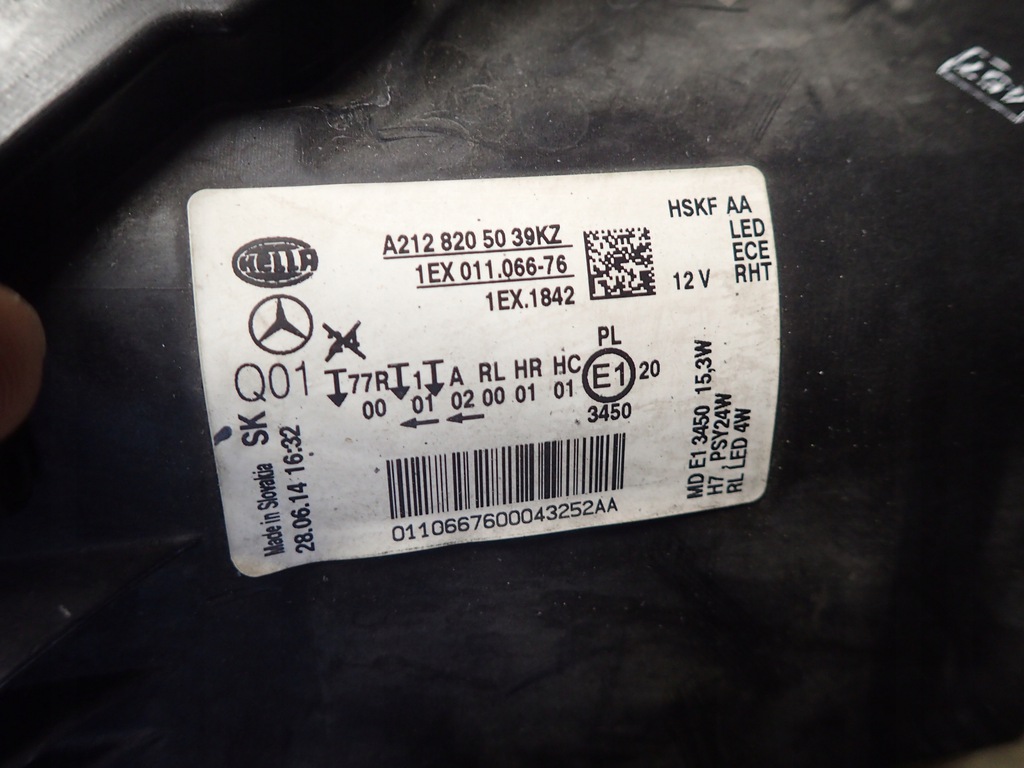 HELLA
A212 820 50 39KZ
1EX 011.066-76
1EX.1842
HSKF AA
LED
ECE
RHT
12 V
Q01
77R 1 A RL HR HC
00 01 02 00 01 01
PL
E1 20
3450
SK
Made in Slovakia
28.06.14 16:32
0110667600043252AA
MD E1 3450 15,3W
H7 PSY24W
RL LED 4W